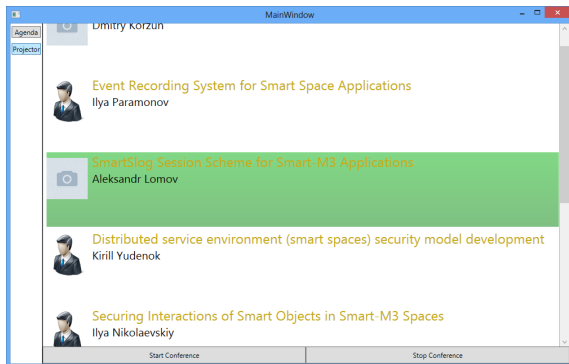 MainWindow
Agenda
Projector
Dmitry Korzun
Event Recording System for Smart Space Applications
Ilya Paramonov
SmartSlog Session Scheme for Smart-M3 Applications
Aleksandr Lomov
Distributed service environment (smart spaces) security model development
Kirill Yudenok
Securing Interactions of Smart Objects in Smart-M3 Spaces
Ilya Nikolaevskiy
Start Conference
Stop Conference